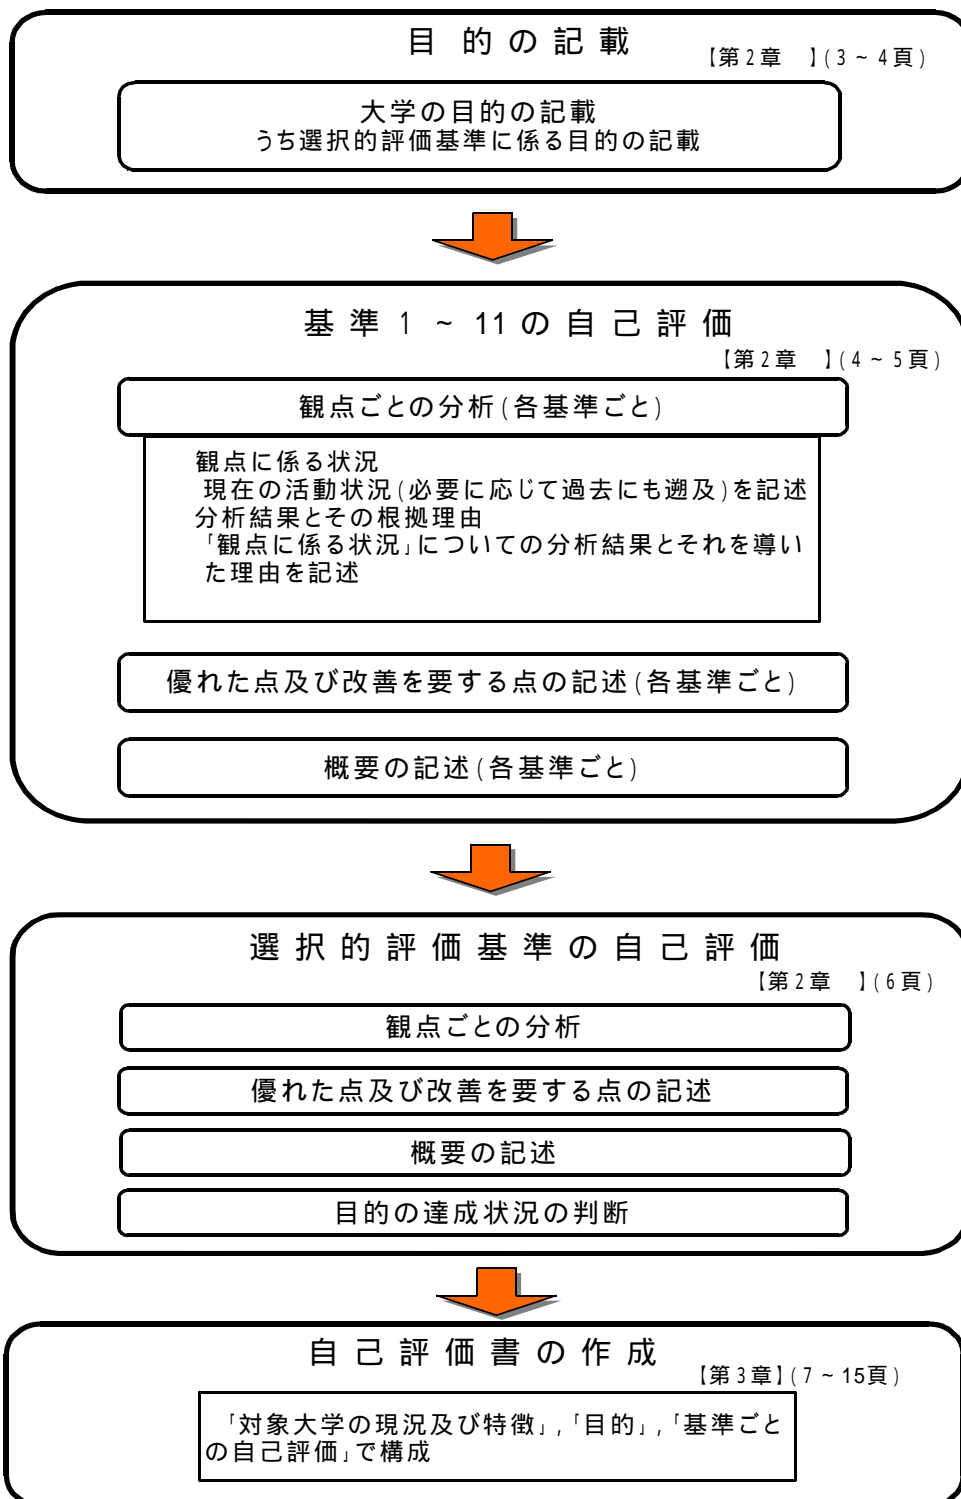 目的の記載
【第2章　】(3~4頁)
大学の目的の記載
うち選択的評価基準に係る目的の記載
基準1~11の自己評価
【第2章　】(4~5頁)
観点ごとの分析(各基準ごと)
観点に係る状況
現在の活動状況(必要に応じて過去にも遡及)を記述
分析結果とその根拠理由
「観点に係る状況」についての分析結果とそれを導い
た理由を記述
優れた点及び改善を要する点の記述(各基準ごと)
概要の記述(各基準ごと)
選択的評価基準の自己評価
【第2章　】(6頁)
観点ごとの分析
優れた点及び改善を要する点の記述
概要の記述
目的の達成状況の判断
自己評価書の作成
【第3章】(7~15頁)
「対象大学の現況及び特徴」,「目的」,「基準ごと
の自己評価」で構成